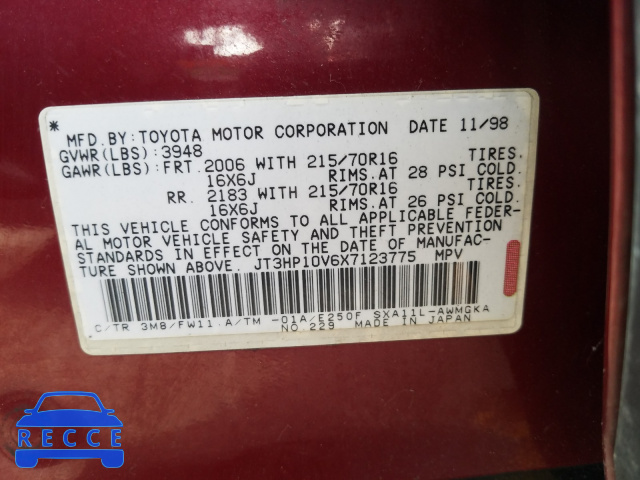 * MFD.BY:TOYOTA MOTOR CORPORATION DATE 11/98
GVWR(LBS):3948
GAWR(LBS):FRT. 2006 WITH 215/70R16 TIRES.
16X6J RIMS.AT 28 PSI COLD.
RR. 2183 WITH 215/70R16 TIRES.
16X6J RIMS.AT 26 PSI COLD.
THIS VEHICLE CONFORMS TO ALL APPLICABLE FEDER-
AL MOTOR VEHICLE SAFETY AND THEFT PREVENTION
STANDARDS IN EFFECT ON THE DATE OF MANUFAC-
TURE SHOWN ABOVE. JT3HP10V6X7123775 MPV
C/TR 3M8/FW11 A/TM -01A/E250F SXA11L-AWMGKA
NO.229 MADE IN JAPAN
RECCE